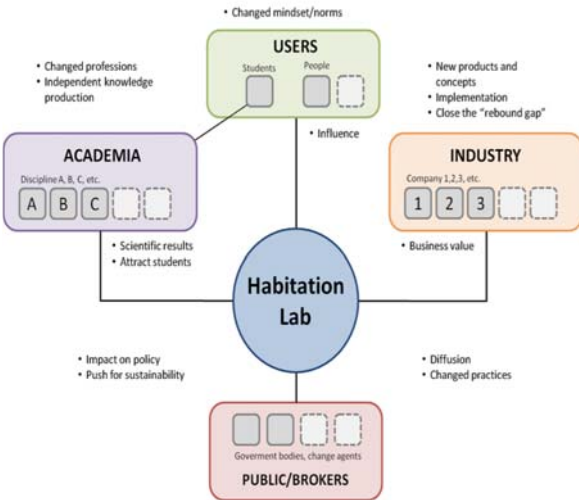 • Changed mindset/norms
USERS
Students
People
• Changed professions
• Independent knowledge
production
• New products and
concepts
• Implementation
• Close the “rebound gap”
• Influence
ACADEMIA
Discipline A, B, C, etc.
A B C
INDUSTRY
Company 1,2,3, etc.
1 2 3
• Scientific results
• Attract students
• Business value
Habitation
Lab
• Impact on policy
• Push for sustainability
• Diffusion
• Changed practices
Goverment bodies, change agents
PUBLIC/BROKERS